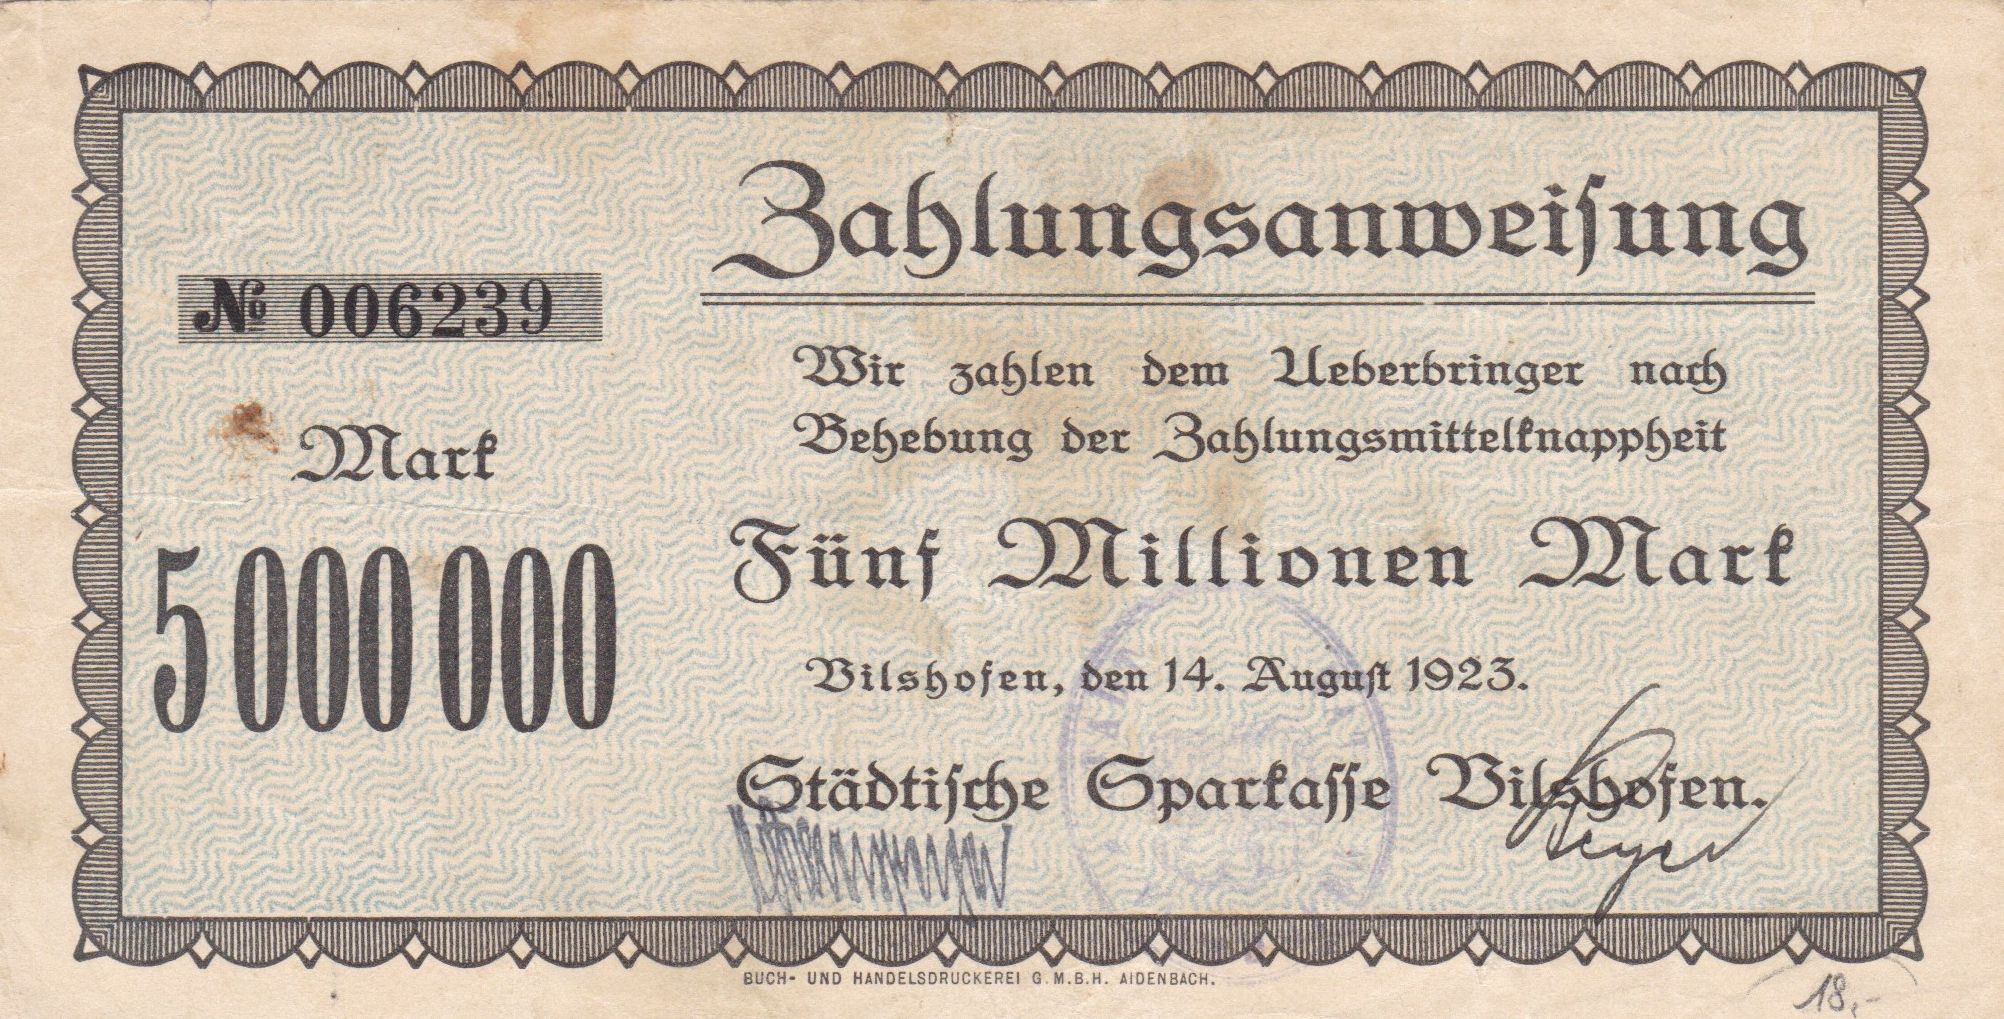 Zahlungsanweisung
№ 006239
Wir zahlen dem Ueberbringer nach
Behebung der Zahlungsmittelknappheit
Mark
5 000 000
Fünf Millionen Mark
Vilshofen, den 14. August 1923.
Städtische Sparkasse Vilshofen.
BUCH- UND HANDELSDRUCKEREI G.M.B.H. AIDENBACH.
18,-